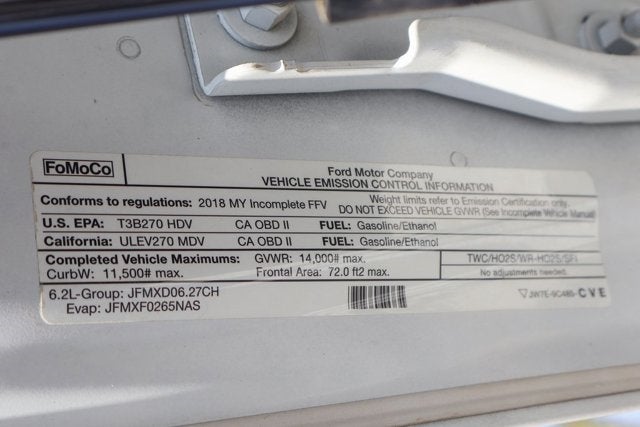 FoMoCo
Ford Motor Company
VEHICLE EMISSION CONTROL INFORMATION
Conforms to regulations: 2018 MY Incomplete FFV
Weight limits refer to Emission Certification only.
DO NOT EXCEED VEHICLE GVWR (See Incomplete Vehicle Manual)
U.S. EPA: T3B270 HDV CA OBD II FUEL: Gasoline/Ethanol
California: ULEV270 MDV CA OBD II FUEL: Gasoline/Ethanol
Completed Vehicle Maximums: GVWR: 14,000# max. TWC/HO2S/WR-HO2S/SFI
CurbW: 11,500# max. Frontal Area: 72.0 ft2 max. No adjustments needed.
6.2L-Group: JFMXD06.27CH
Evap: JFMXF0265NAS
JW7E-9C485-CVE